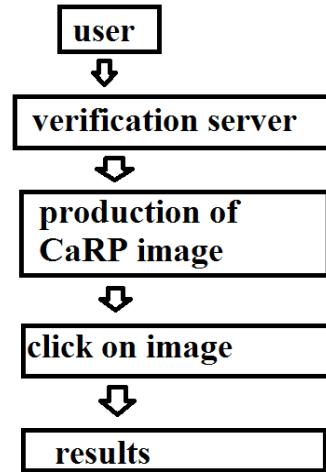 user
verification server
production of
CaRP image
click on image
results